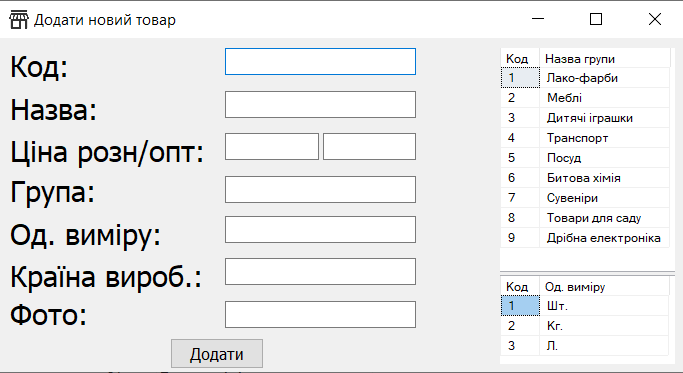 Додати новий товар
Код:
Назва:
Ціна розн/опт:
Група:
Од. виміру:
Країна вироб.:
Фото:
Додати
Код Назва групи
1 Лако-фарби
2 Меблі
3 Дитячі іграшки
4 Транспорт
5 Посуд
6 Битова хімія
7 Сувеніри
8 Товари для саду
9 Дрібна електроніка
Код Од. виміру
1 Шт.
2 Кг.
3 Л.